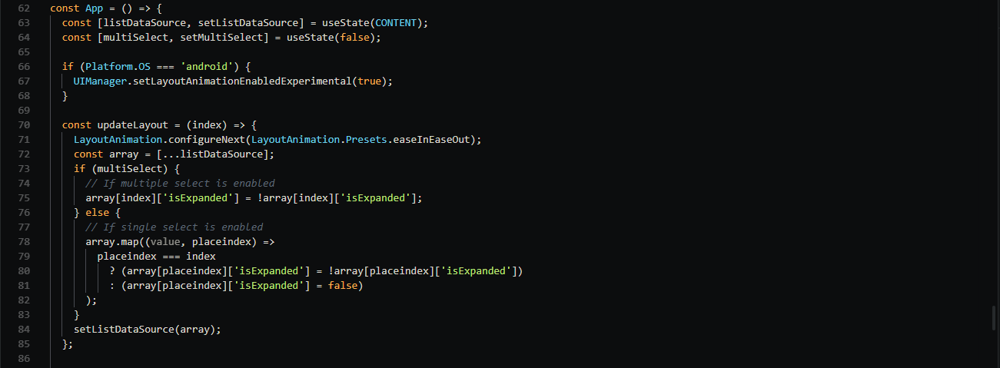 62 const App = () => {
63   const [listDataSource, setListDataSource] = useState(CONTENT);
64   const [multiSelect, setMultiSelect] = useState(false);
65
66   if (Platform.OS === 'android') {
67     UIManager.setLayoutAnimationEnabledExperimental(true);
68   }
69
70   const updateLayout = (index) => {
71     LayoutAnimation.configureNext(LayoutAnimation.Presets.easeInEaseOut);
72     const array = [...listDataSource];
73     if (multiSelect) {
74       // If multiple select is enabled
75       array[index]['isExpanded'] = !array[index]['isExpanded'];
76     } else {
77       // If single select is enabled
78       array.map((value, placeindex) =>
79         placeindex === index
80           ? (array[placeindex]['isExpanded'] = !array[placeindex]['isExpanded'])
81           : (array[placeindex]['isExpanded'] = false)
82       );
83     }
84     setListDataSource(array);
85   };
86